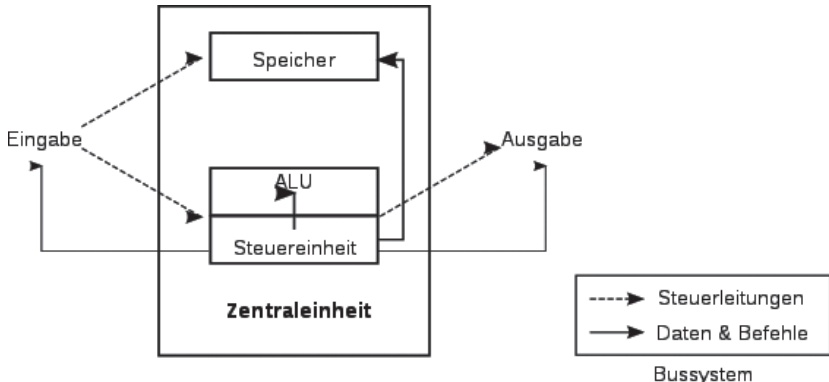 Speicher
Eingabe
Ausgabe
ALU
Steuereinheit
Zentraleinheit
Steuerleitungen
Daten & Befehle
Bussystem